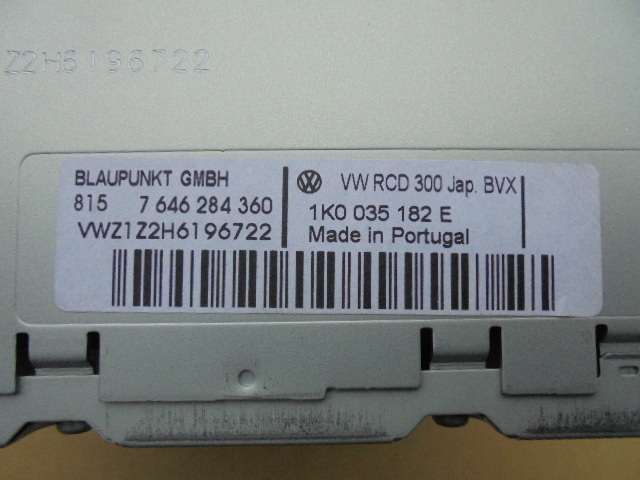 Z2H6196722
BLAUPUNKT GMBH
815 7 646 284 360
VWZ1Z2H6196722
VW RCD 300 Jap. BVX
1K0 035 182 E
Made in Portugal